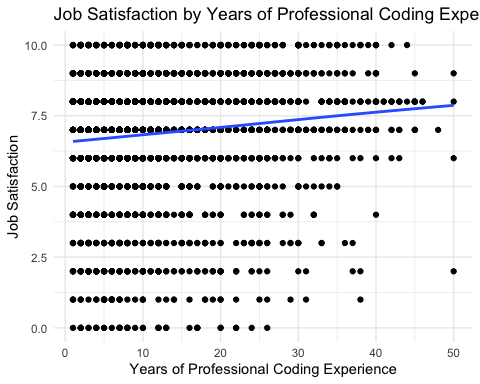 Job Satisfaction by Years of Professional Coding Expe
10.0
7.5
5.0
2.5
0.0
Job Satisfaction
0 10 20 30 40 50
Years of Professional Coding Experience